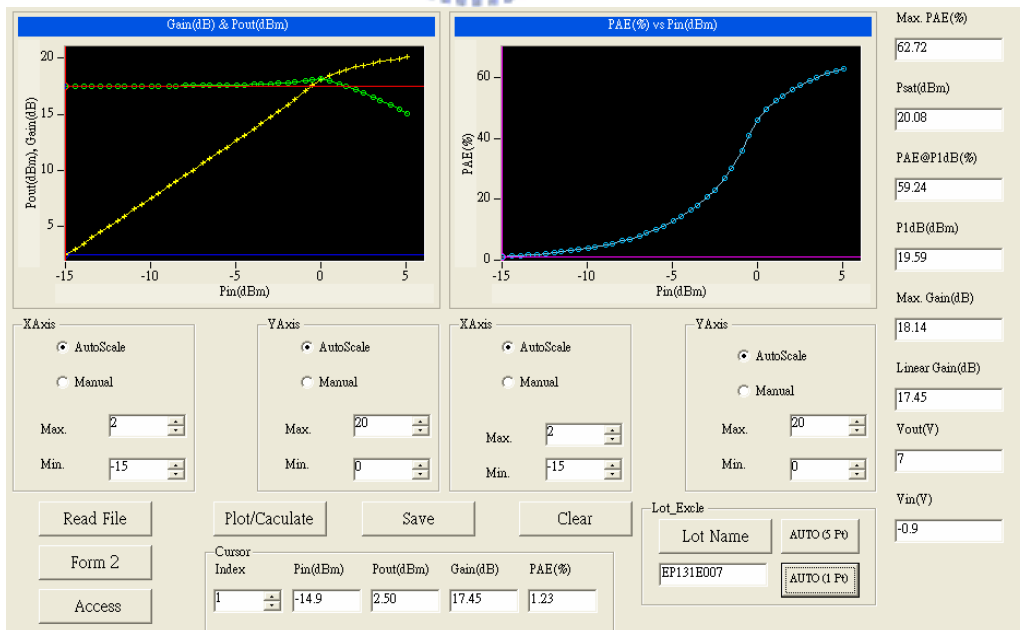 Gain(dB) & Pout(dBm)
Pout(dBm), Gain(dB)
20
15
10
5
-15
-10
-5
0
5
Pin(dBm)
PAE(%) vs Pin(dBm)
PAE(%)
60
40
20
0
-15
-10
-5
0
5
Pin(dBm)
Max. PAE(%)
62.72
Psat(dBm)
20.08
PAE@P1dB(%)
59.24
P1dB(dBm)
19.59
Max. Gain(dB)
18.14
Linear Gain(dB)
17.45
Vout(V)
7
Vin(V)
-0.9
XAxis
AutoScale
Manual
Max.
2
Min.
-15
YAxis
AutoScale
Manual
Max.
20
Min.
0
XAxis
AutoScale
Manual
Max.
2
Min.
-15
YAxis
AutoScale
Manual
Max.
20
Min.
0
Read File
Plot/Caculate
Save
Clear
Form 2
Access
Cursor
Index
Pin(dBm)
Pout(dBm)
Gain(dB)
PAE(%)
1
-14.9
2.50
17.45
1.23
Lot_Excle
Lot Name
AUTO (5 Pt)
EP131E007
AUTO (1 Pt)